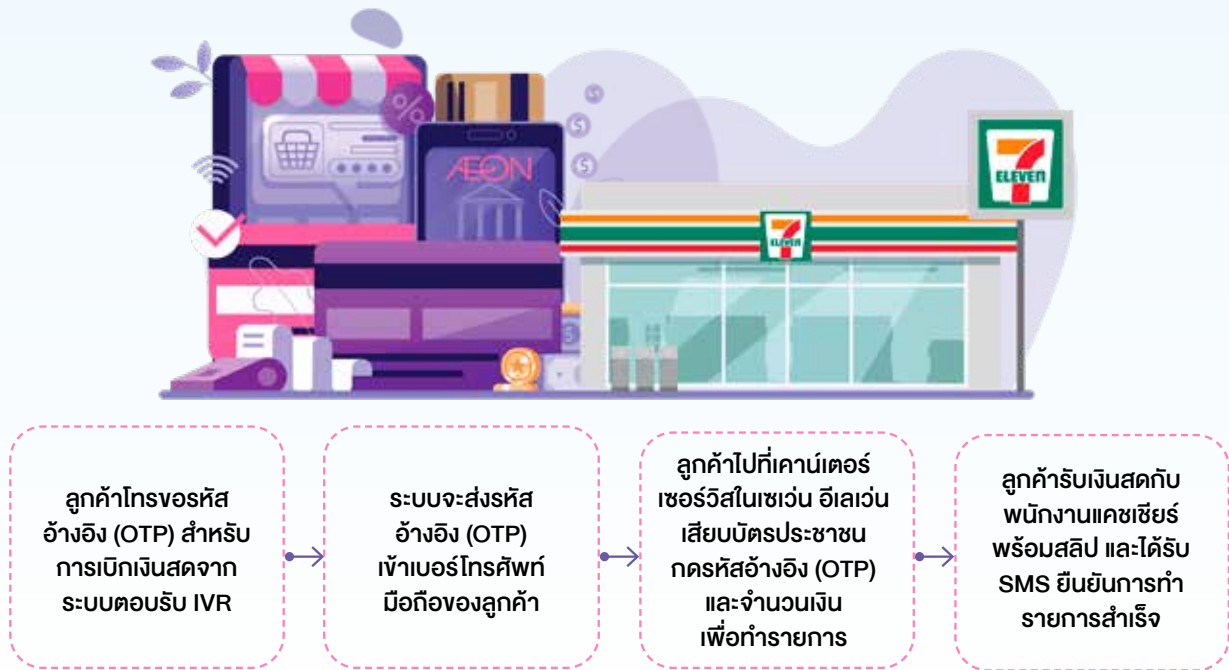 ÆON
7
ELEVEn
7
ELEVEn
ลูกค้าโทรขอรหัส
อ้างอิง (OTP) สำหรับ
การเบิกเงินสดจาก
ระบบตอบรับ IVR
ระบบจะส่งรหัส
อ้างอิง (OTP)
เข้าเบอร์โทรศัพท์
มือถือของลูกค้า
ลูกค้าไปที่เคาน์เตอร์
เซอร์วิสในเซเว่น อีเลเว่น
เสียบบัตรประชาชน
กดรหัสอ้างอิง (OTP)
และจำนวนเงิน
เพื่อทำรายการ
ลูกค้ารับเงินสดกับ
พนักงานแคชเชียร์
พร้อมสลิป และได้รับ
SMS ยืนยันการทำ
รายการสำเร็จ